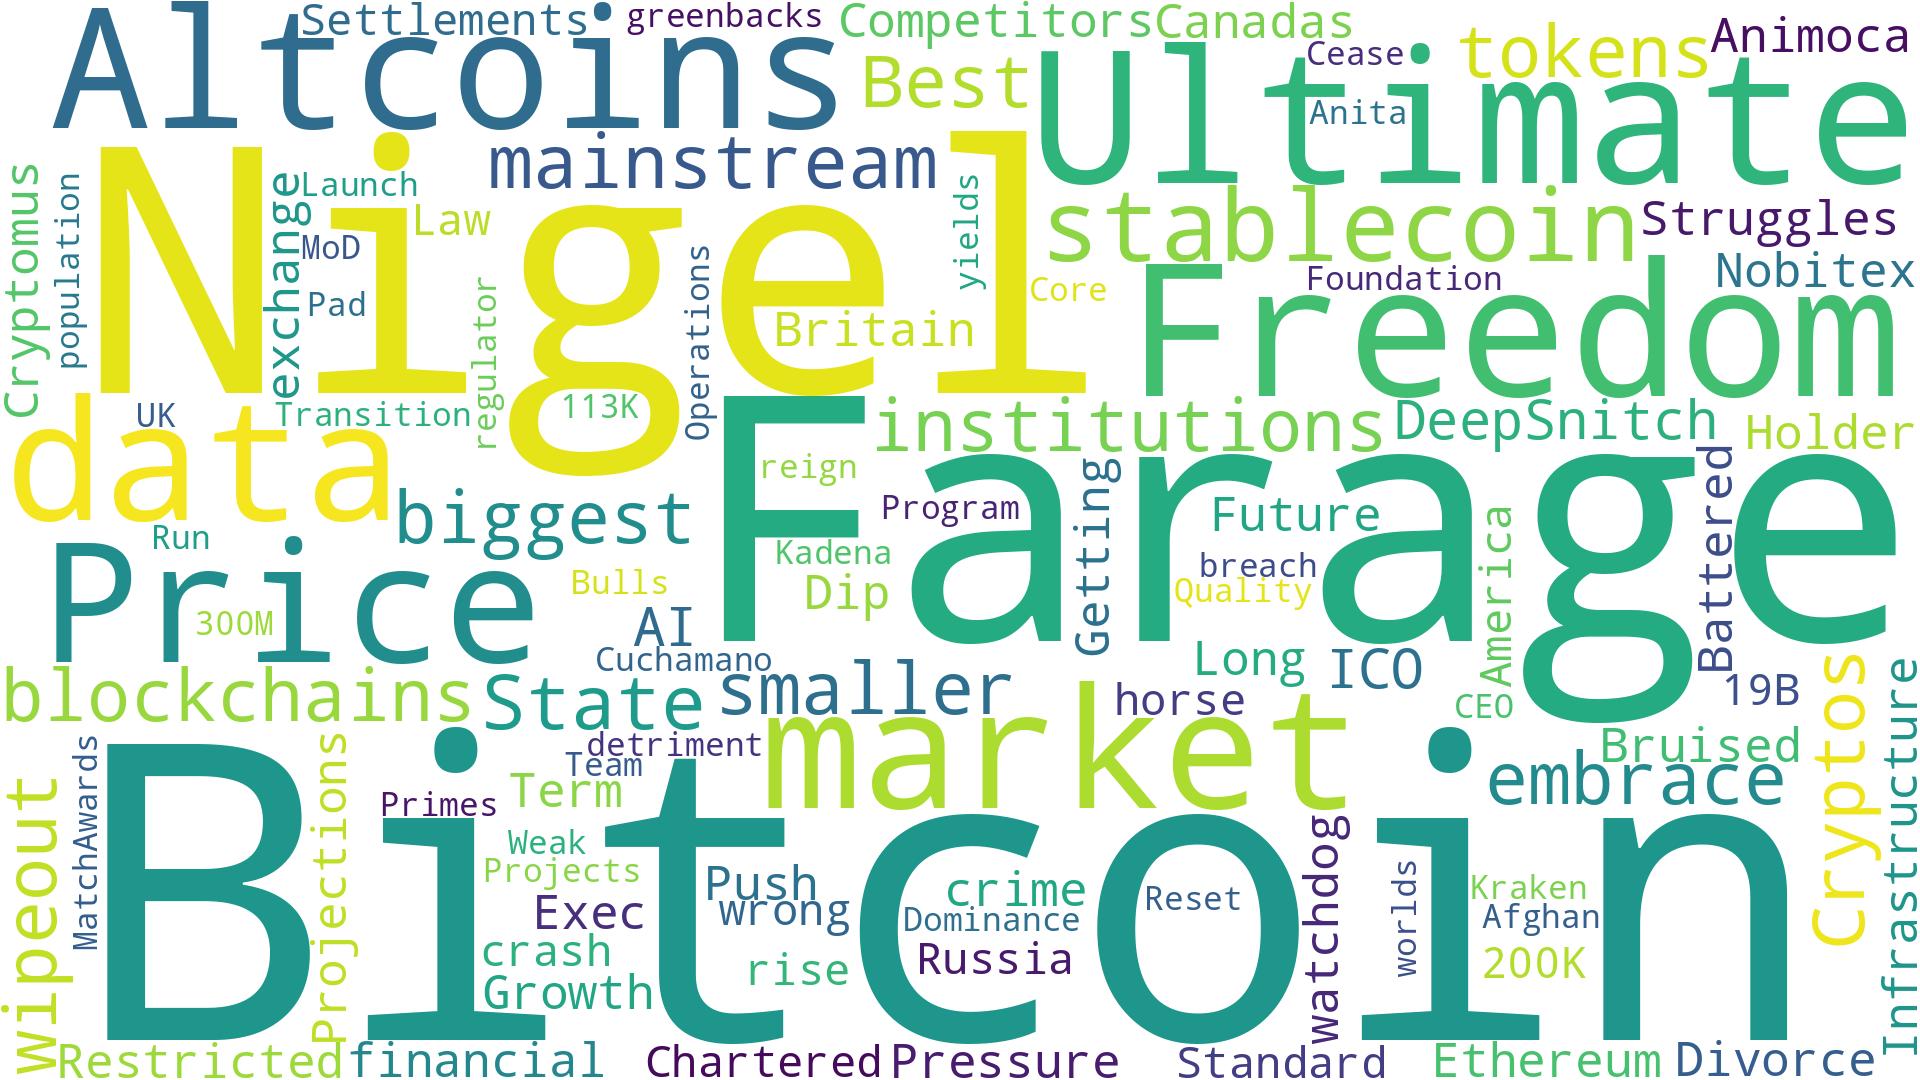 Settlements
greenbacks
Competitors
Canadas
Altcoins
Best
Ultimate
Cease
tokens
Animoca
Anita
mainstream
Nigel
Launch
Law
MoD
Pad
exchange
population
Cryptomus
regulator
Operations
yields
Core
Britain
stablecoin
Struggles
Foundation
Nobitex
Freedom
UK
Transition
113K
data
institutions
DeepSnitch
Holder
reign
Program
Farage
Getting
Future
America
Battered
biggest
Run
Price
300M
Bulls
AI
Kadena
Dip
breach
Quality
Cuchamano
blockchains
State
smaller
Long
ICO
horse
CEO
19B
market
detriment
Team
Bruised
embrace
Cryptos
Infrastructure
wipeout
MatchAwards
Projections
Primes
Term
Bitcoin
Weak
Projects
Exec
crash
Growth
Push
wrong
rise
crime
Dominance
Russia
Reset
watchdog
worlds
Kraken
Afghan
200K
Restricted
financial
Chartered
Pressure
Standard
Ethereum
Divorce